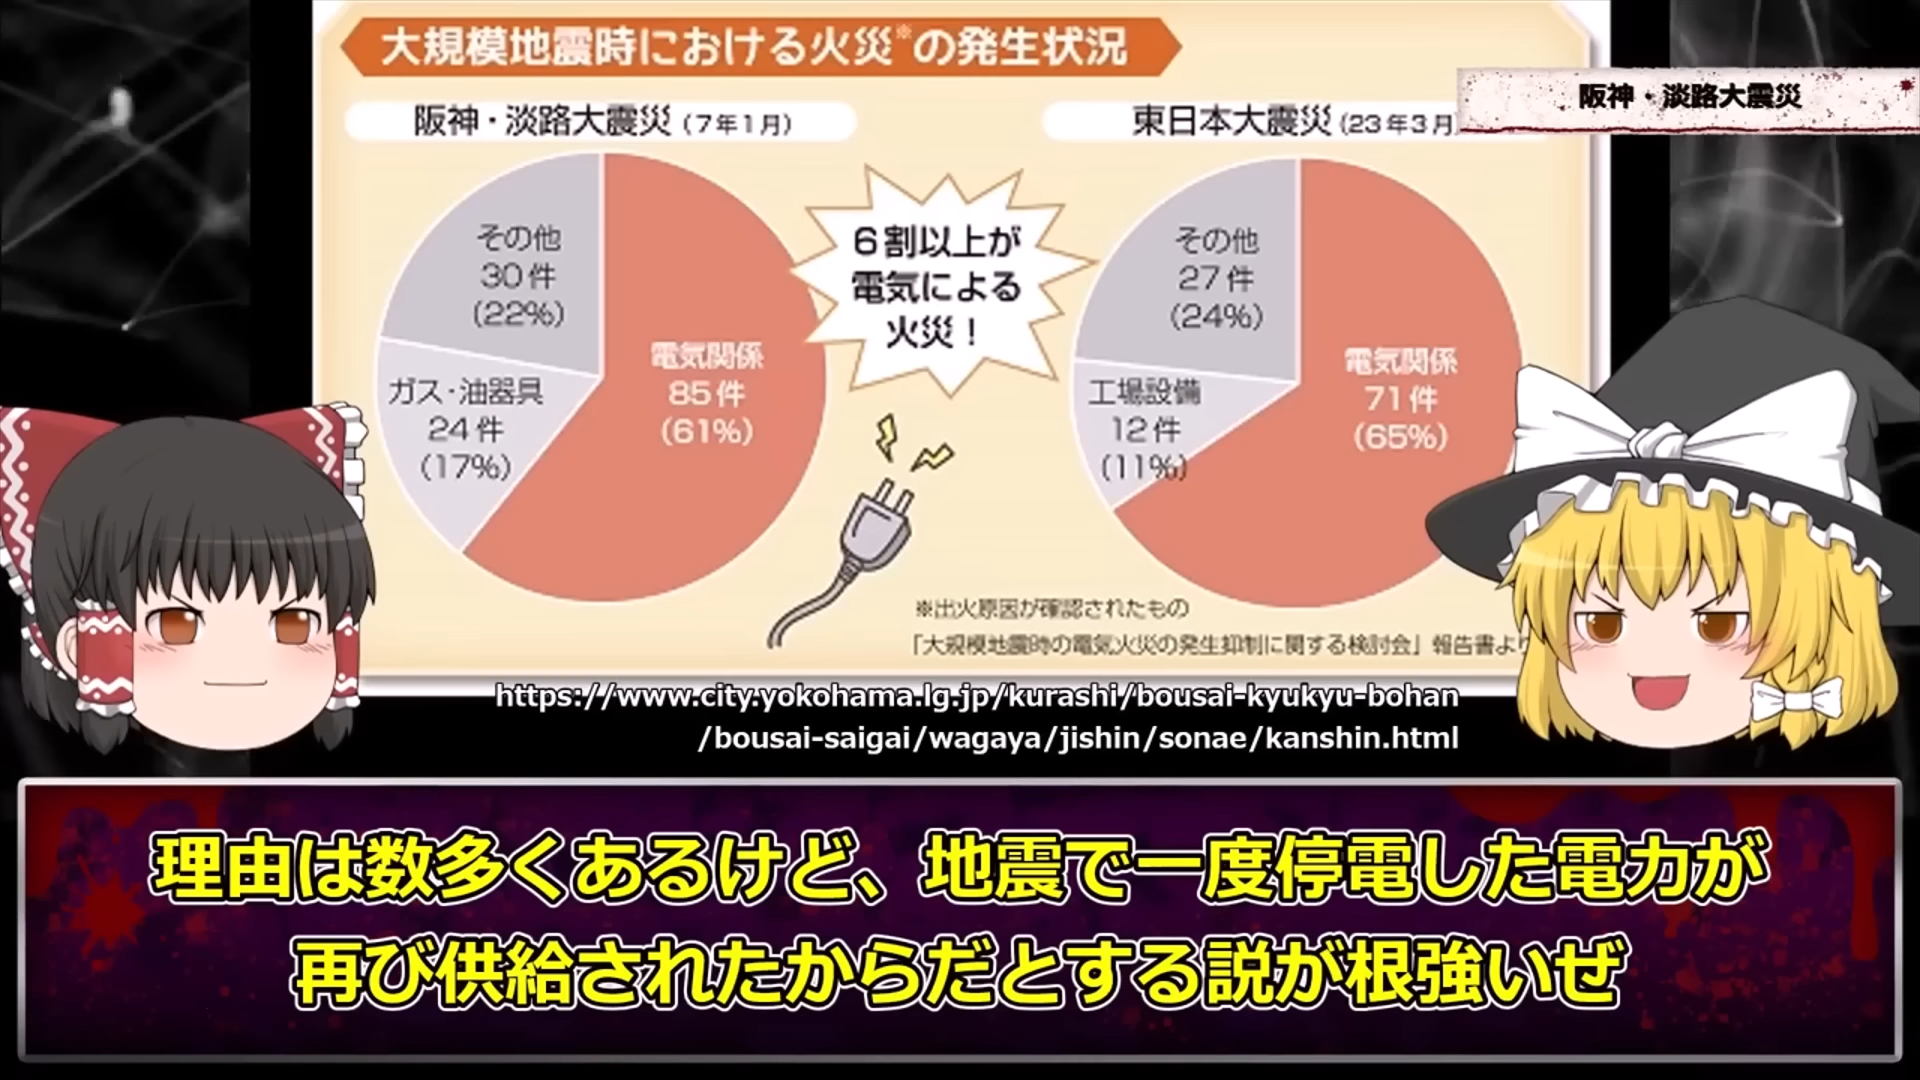 大規模地震時における火災※の発生状況
阪神・淡路大震災
阪神・淡路大震災（7年1月）
東日本大震災（23年3月
その他
30件
(22%)
ガス・油器具
24件
(17%)
電気関係
85件
(61%)
6割以上が
電気による
火災！
その他
27件
(24%)
工場設備
12件
(11%)
電気関係
71件
(65%)
※出火原因が確認されたもの
「大規模地震時の電気火災の発生抑制に関する検討会」報告書より
https://www.city.yokohama.lg.jp/kurashi/bousai-kyukyu-bohan
/bousai-saigai/wagaya/jishin/sonae/kanshin.html
理由は数多くあるけど、地震で一度停電した電力が
再び供給されたからだとする説が根強いぜ